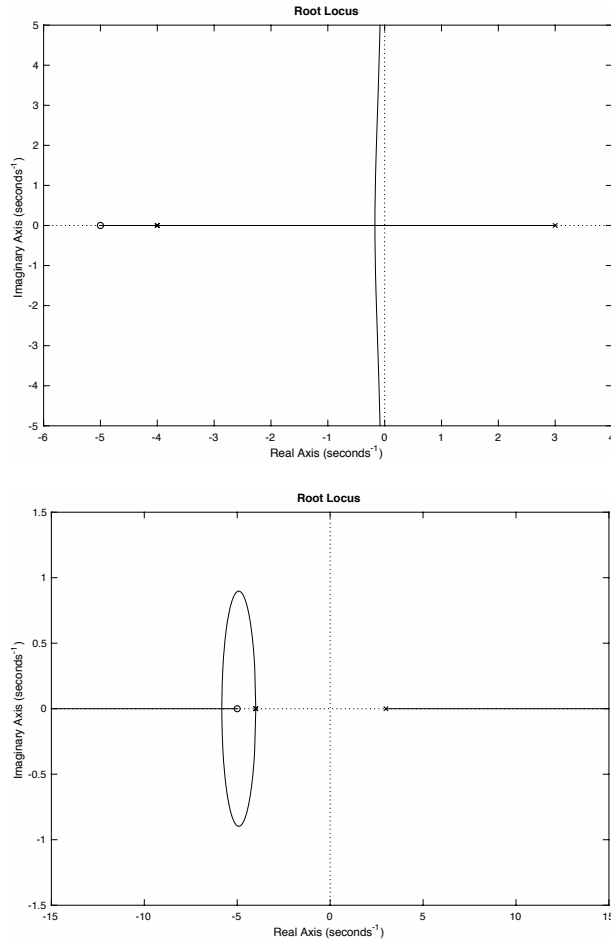 Root Locus
5
4
3
2
1
0
-1
-2
-3
-4
-5
Imaginary Axis (seconds⁻¹)
-6 -5 -4 -3 -2 -1 0 1 2 3 4
Real Axis (seconds⁻¹)
Root Locus
1.5
1
0.5
0
-0.5
-1
-1.5
Imaginary Axis (seconds⁻¹)
-15 -10 -5 0 5 10 15
Real Axis (seconds⁻¹)